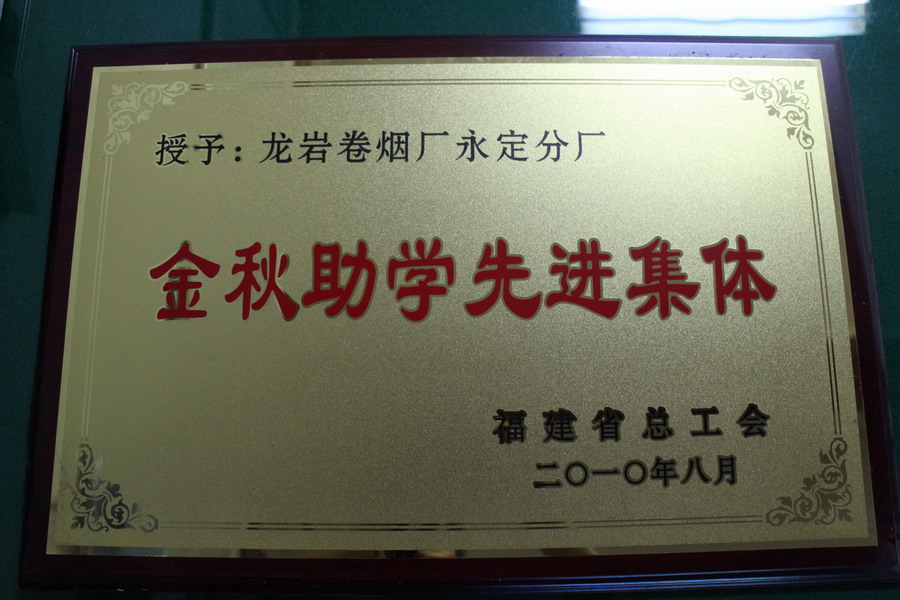 授予：龙岩卷烟厂永定分厂
金秋助学先进集体
福建省总工会
二〇一〇年八月